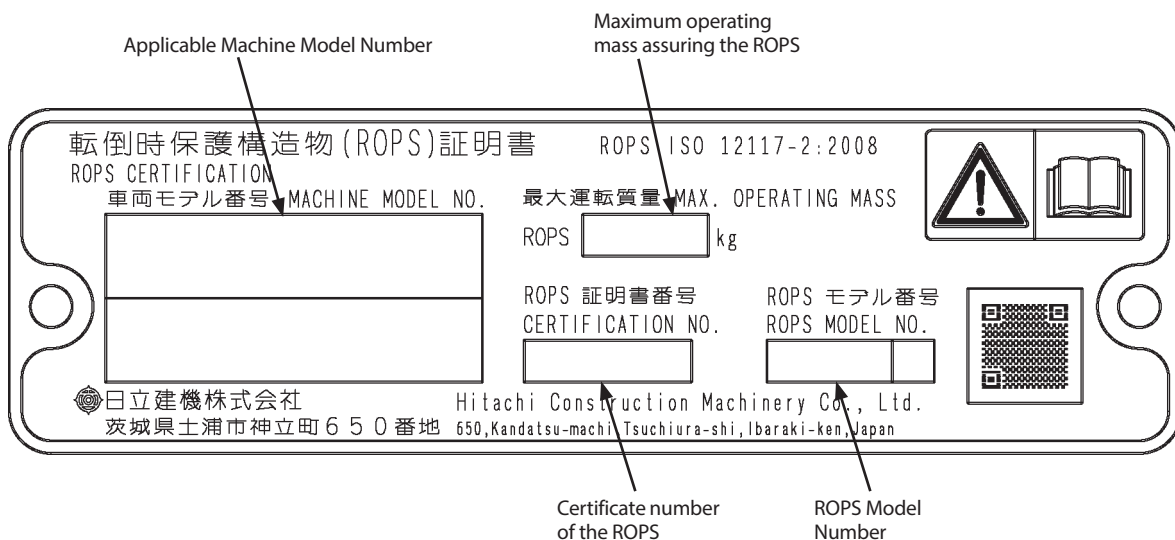 Applicable Machine Model Number
Maximum operating
mass assuring the ROPS
転倒時保護構造物(ROPS)証明書
ROPS ISO 12117-2:2008
ROPS CERTIFICATION
車両モデル番号 MACHINE MODEL NO.
最大運転質量 MAX. OPERATING MASS
ROPS kg
ROPS 証明書番号
CERTIFICATION NO.
ROPS モデル番号
ROPS MODEL NO.
日立建機株式会社
Hitachi Construction Machinery Co., Ltd.
茨城県土浦市神立町650番地
650,Kandatsu-machi,Tsuchiura-shi,Ibaraki-ken,Japan
Certificate number
of the ROPS
ROPS Model
Number